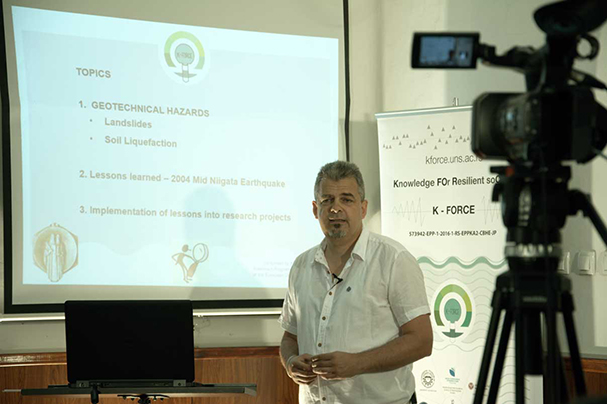 TOPICS
1. GEOTECHNICAL HAZARDS
• Landslides
• Soil Liquefaction
2. Lessons learned – 2004 Mid Niigata Earthquake
3. Implementation of lessons into research projects
kforce.uns.ac.
Knowledge FOr Resilient so
K - FORCE
573942-EPP-1-2016-1-RS-EPPKA2-CBHE-JP